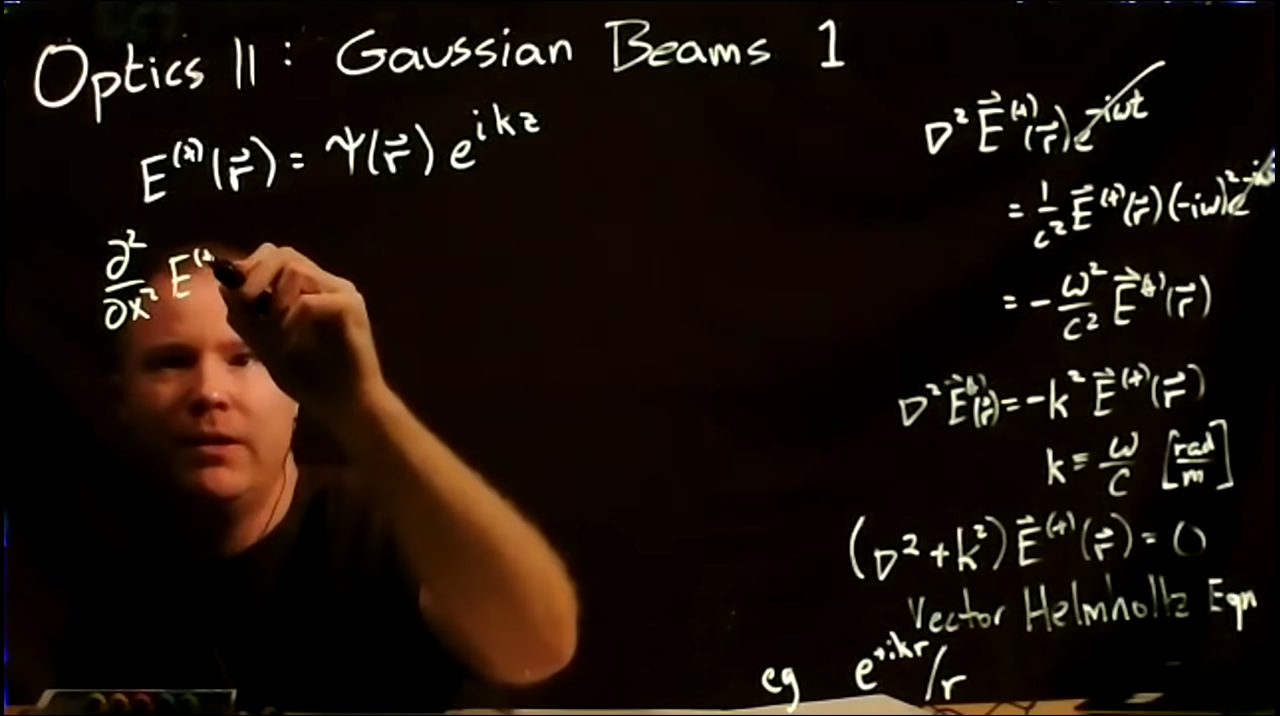 Optics II : Gaussian Beams 1
E⁽⁺⁾(r⃗) = Ψ(r⃗) e^{ikz}
∂²/∂x² E⁽⁺
∇² E⃗⁽⁺⁾(r⃗) e^{-iωt}
= 1/c² E⃗⁽⁺⁾(r⃗) (-iω)² e^{-i
= - ω²/c² E⃗⁽⁺⁾(r⃗)
∇² E⃗⁽⁺⁾(r⃗) = -k² E⃗⁽⁺⁾(r⃗)
k ≡ ω/c [rad/m]
(∇² + k²) E⃗⁽⁺⁾(r⃗) = 0
Vector Helmholtz Eqn
eg e^{+ikr}/r